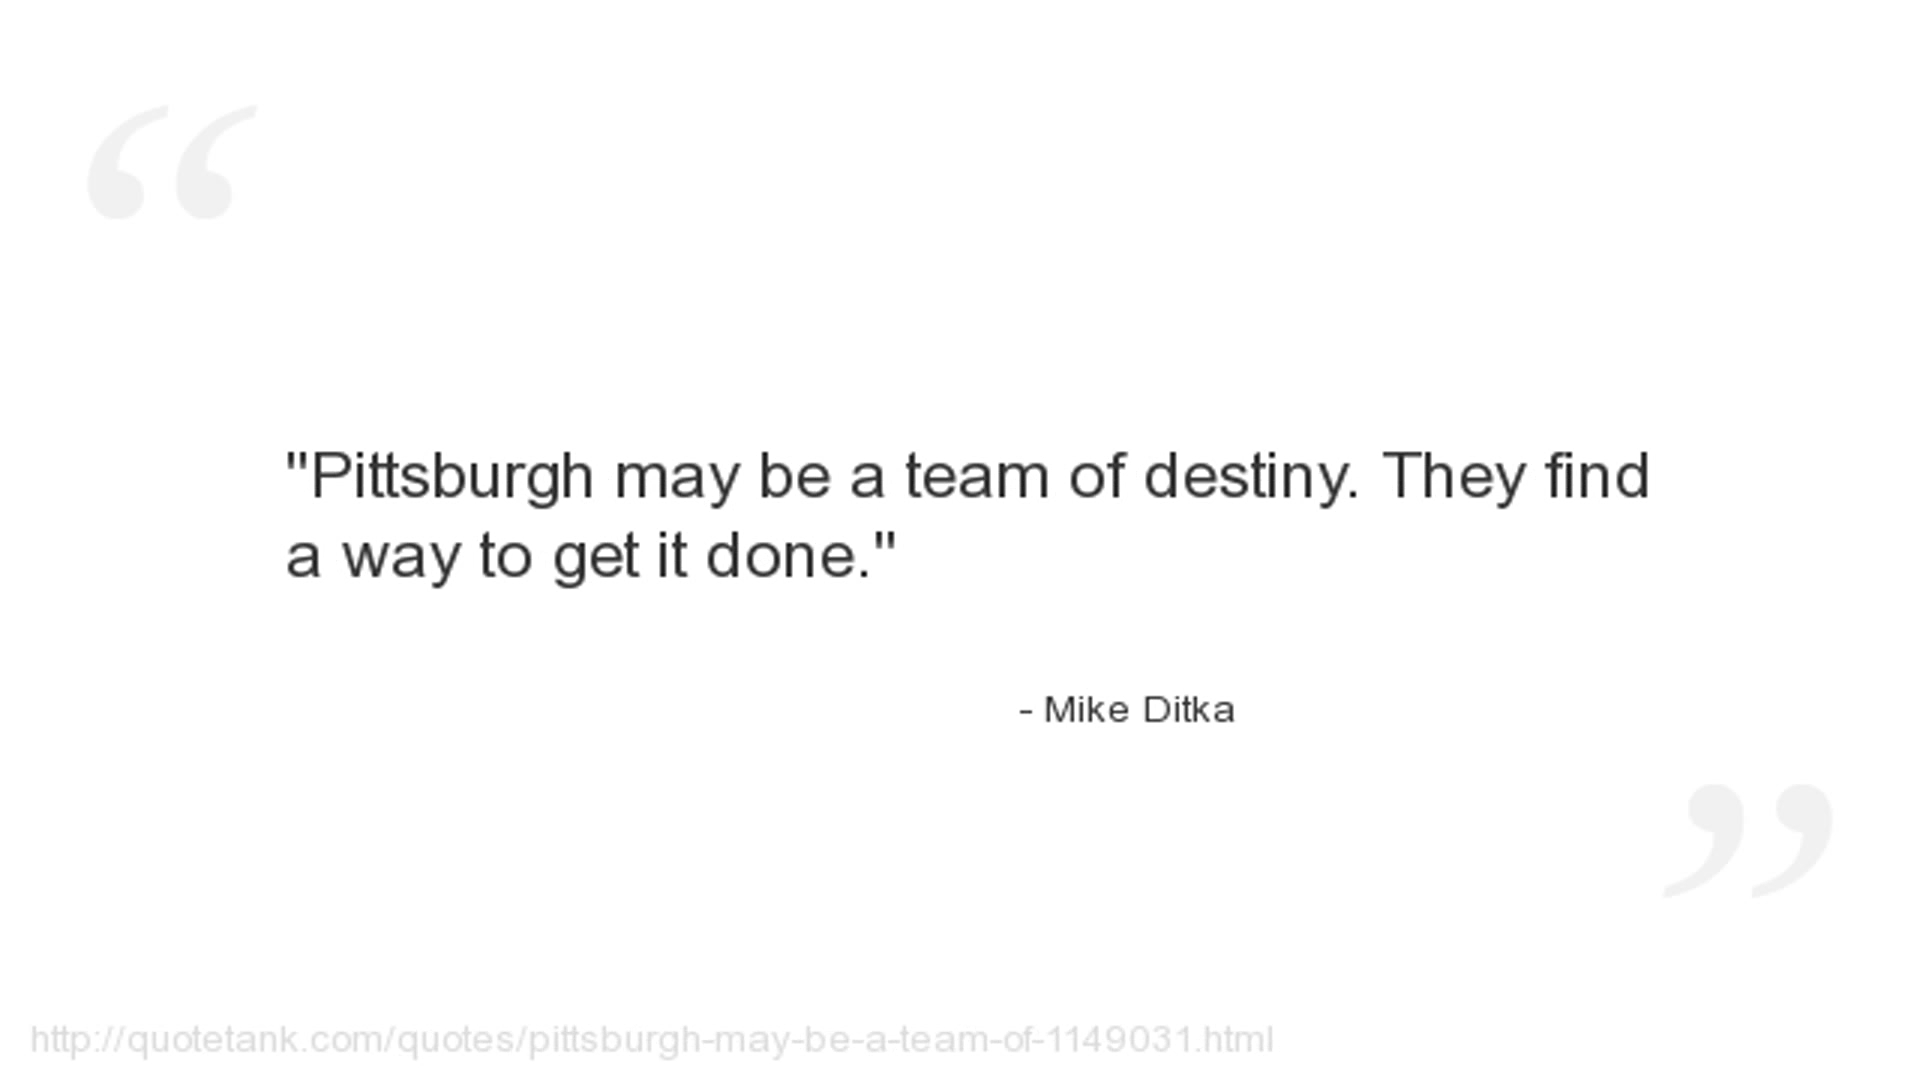 “
"Pittsburgh may be a team of destiny. They find
a way to get it done."
- Mike Ditka
”
http://quotetank.com/quotes/pittsburgh-may-be-a-team-of-1149031.html